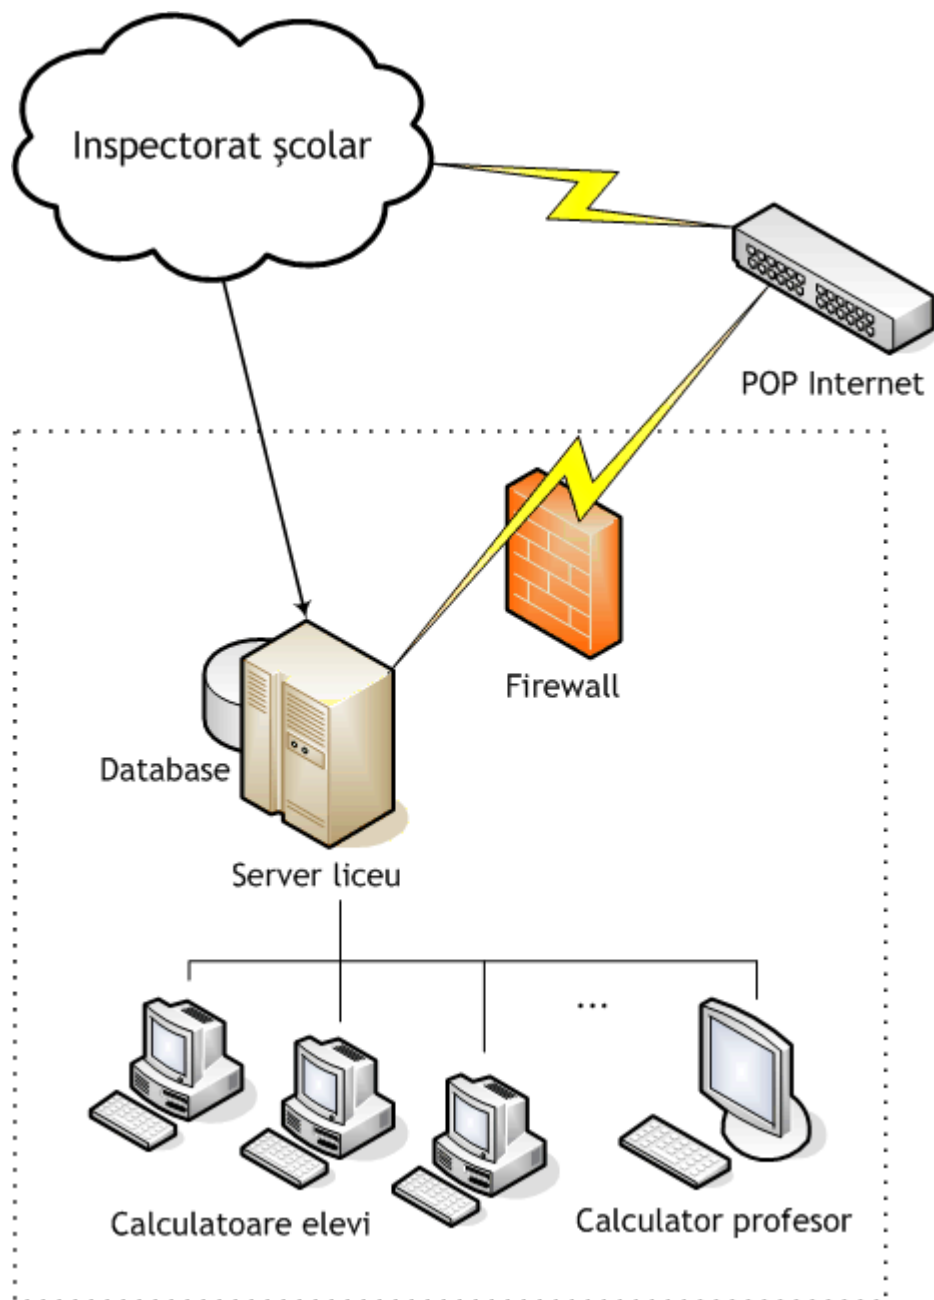 Inspectorat şcolar
POP Internet
Firewall
Database
Server liceu
...
Calculatoare elevi
Calculator profesor